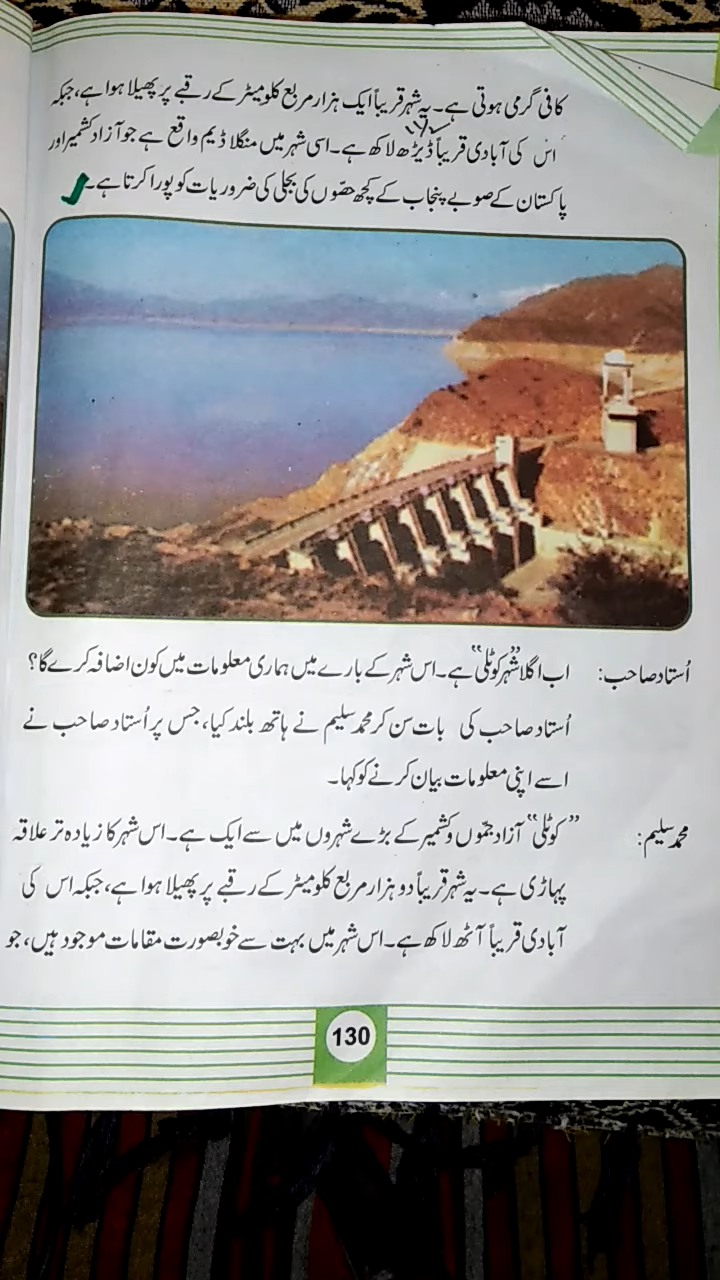 کافی گرمی ہوتی ہے۔ یہ شہر قریباً ایک ہزار مربع کلومیٹر کے رقبے پر پھیلا ہوا ہے، جبکہ
اس کی آبادی قریباً ڈیڑھ لاکھ ہے۔ اسی شہر میں منگلا ڈیم واقع ہے جو آزاد کشمیر اور
پاکستان کے صوبے پنجاب کے کچھ حصّوں کی بجلی کی ضروریات کو پورا کرتا ہے۔
اُستاد صاحب: اب اگلا شہر ”کوٹلی“ ہے۔ اس شہر کے بارے میں ہماری معلومات میں کون اضافہ کرے گا؟
اُستاد صاحب کی بات سن کر محمد سلیم نے ہاتھ بلند کیا، جس پر اُستاد صاحب نے
اسے اپنی معلومات بیان کرنے کو کہا۔
محمد سلیم: ”کوٹلی“ آزاد جمّوں وکشمیر کے بڑے شہروں میں سے ایک ہے۔ اس شہر کا زیادہ تر علاقہ
پہاڑی ہے۔ یہ شہر قریباً دو ہزار مربع کلومیٹر کے رقبے پر پھیلا ہوا ہے، جبکہ اس کی
آبادی قریباً آٹھ لاکھ ہے۔ اس شہر میں بہت سے خوبصورت مقامات موجود ہیں، جو
130